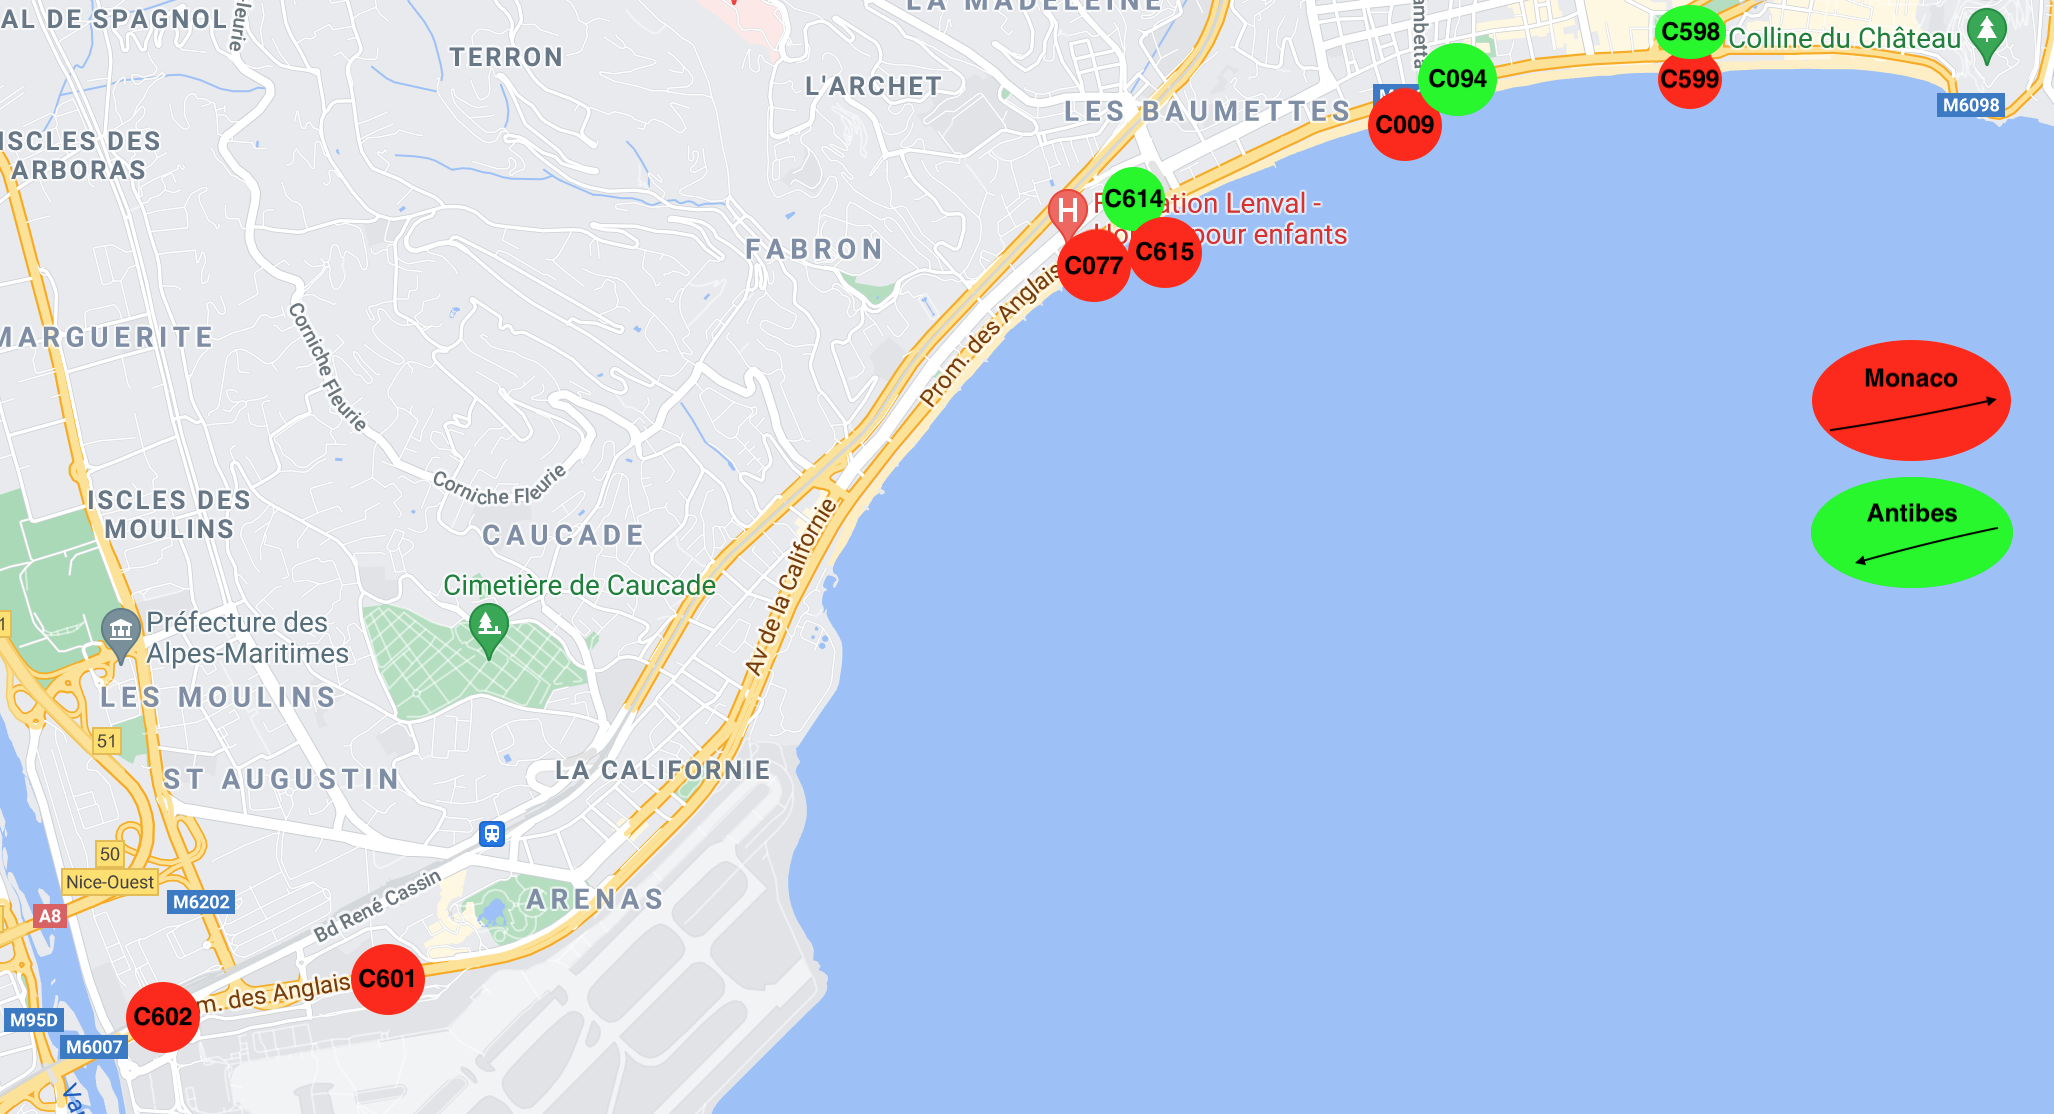 AL DE SPAGNOL
leurie
TERRON
LA MADELEINE
L'ARCHET
ambetta
C598
Colline du Château
C094
C599
M6098
LES BAUMETTES
C009
ISCLES DES
ARBORAS
C614
ation Lenval -
pour enfants
C077
C615
FABRON
Prom. des Anglais
MARGUERITE
Corniche Fleurie
Monaco
Antibes
Corniche Fleurie
ISCLES DES
MOULINS
CAUCADE
Cimetière de Caucade
Av de la Californie
Préfecture des
Alpes-Maritimes
LES MOULINS
1
51
ST AUGUSTIN
LA CALIFORNIE
50
Nice-Ouest
M6202
A8
Bd René Cassin
ARENAS
C601
m. des Anglais
C602
M95D
M6007
Var